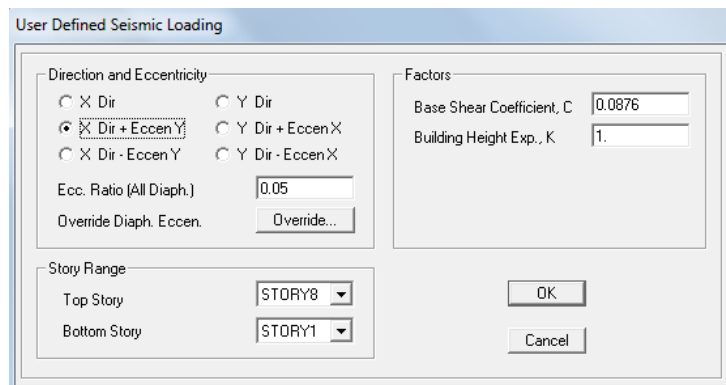 User Defined Seismic Loading
Direction and Eccentricity
X Dir
Y Dir
X Dir + Eccen Y
Y Dir + Eccen X
X Dir - Eccen Y
Y Dir - Eccen X
Ecc. Ratio (All Diaph.)
0.05
Override Diaph. Eccen.
Override...
Factors
Base Shear Coefficient, C
0.0876
Building Height Exp., K
1.
Story Range
Top Story
STORY8
Bottom Story
STORY1
OK
Cancel